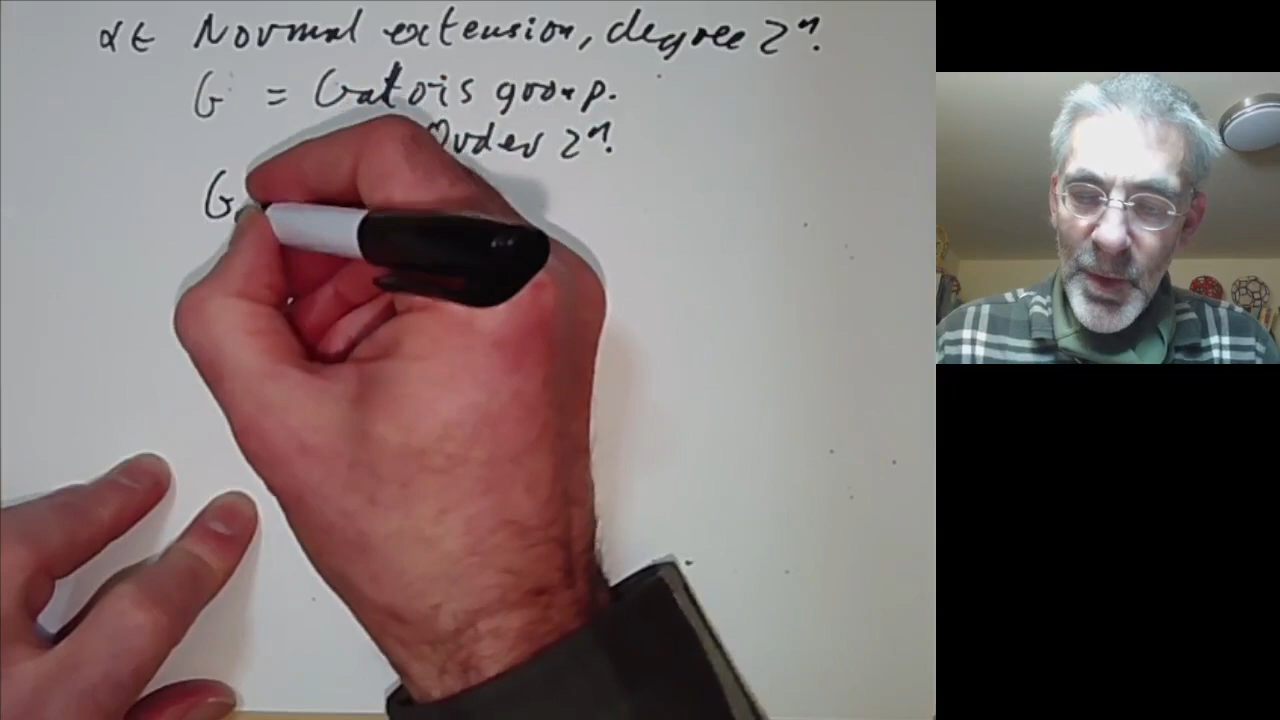 α ∈ Normal extension, degree 2ⁿ.
G = Galois group.
Order 2ⁿ.
G